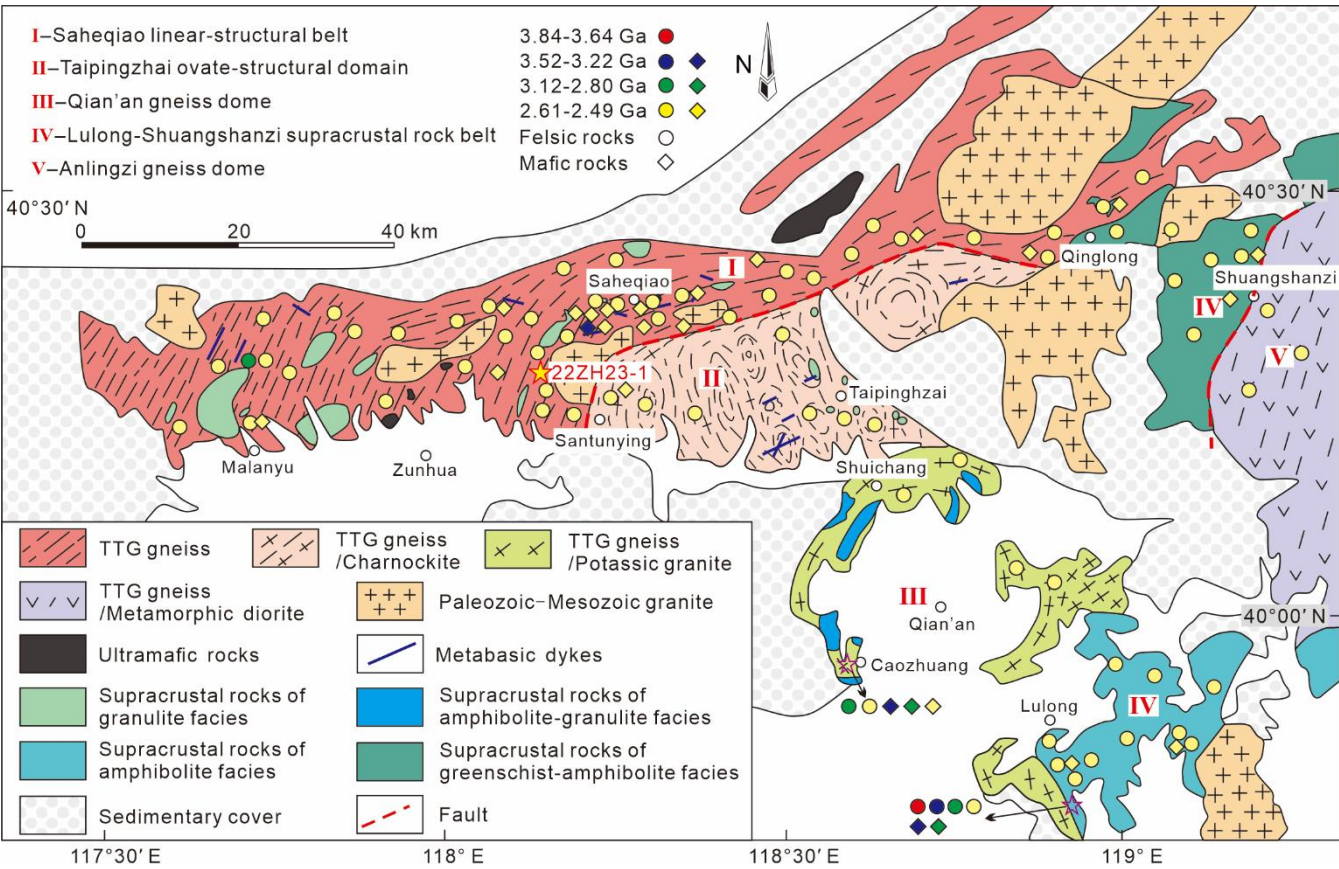 I–Saheqiao linear-structural belt
II–Taipingzhai ovate-structural domain
III–Qian'an gneiss dome
IV–Lulong-Shuangshanzi supracrustal rock belt
V–Anlingzi gneiss dome
3.84-3.64 Ga
3.52-3.22 Ga
3.12-2.80 Ga
2.61-2.49 Ga
Felsic rocks
Mafic rocks
N
40°30′ N
40°30′ N
0 20 40 km
I
Saheqiao
Qinglong
Shuangshanzi
IV
V
22ZH23-1
II
Taipinghzai
Santunying
Malanyu
Zunhua
Shuichang
III
Qian'an
40°00′ N
Caozhuang
Lulong
IV
TTG gneiss
TTG gneiss
/Charnockite
TTG gneiss
/Potassic granite
TTG gneiss
/Metamorphic diorite
Paleozoic-Mesozoic granite
Ultramafic rocks
Metabasic dykes
Supracrustal rocks of
granulite facies
Supracrustal rocks of
amphibolite-granulite facies
Supracrustal rocks of
amphibolite facies
Supracrustal rocks of
greenschist-amphibolite facies
Sedimentary cover
Fault
117°30′ E
118° E
118°30′ E
119° E